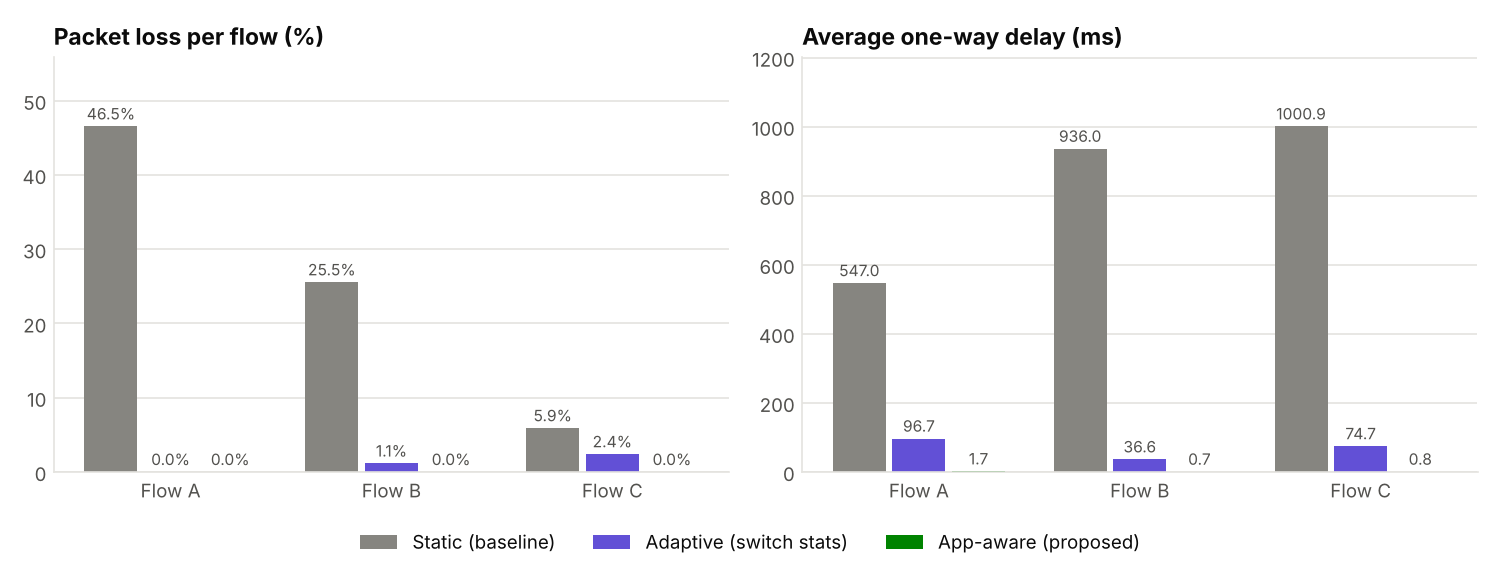 Packet loss per flow (%)
50
40
30
20
10
0
46.5%
0.0%
0.0%
25.5%
1.1%
0.0%
5.9%
2.4%
0.0%
Flow A
Flow B
Flow C
Average one-way delay (ms)
1200
1000
800
600
400
200
0
547.0
96.7
1.7
936.0
36.6
0.7
1000.9
74.7
0.8
Flow A
Flow B
Flow C
Static (baseline)
Adaptive (switch stats)
App-aware (proposed)